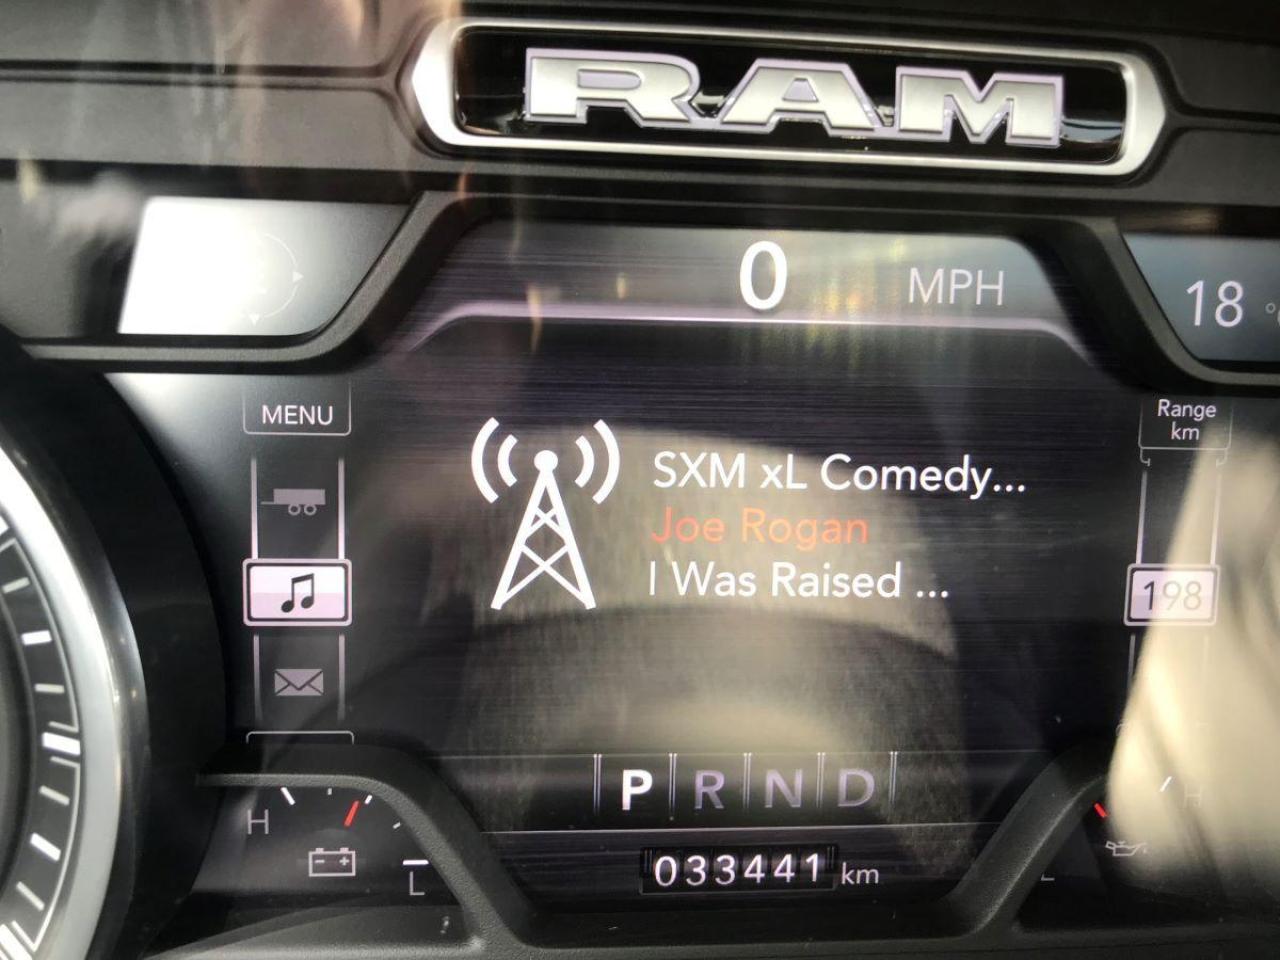 RAM
0 MPH
18
MENU
Range
km
SXM xL Comedy...
Joe Rogan
I Was Raised ...
198
P R N D
H
H
L
L
033441 km